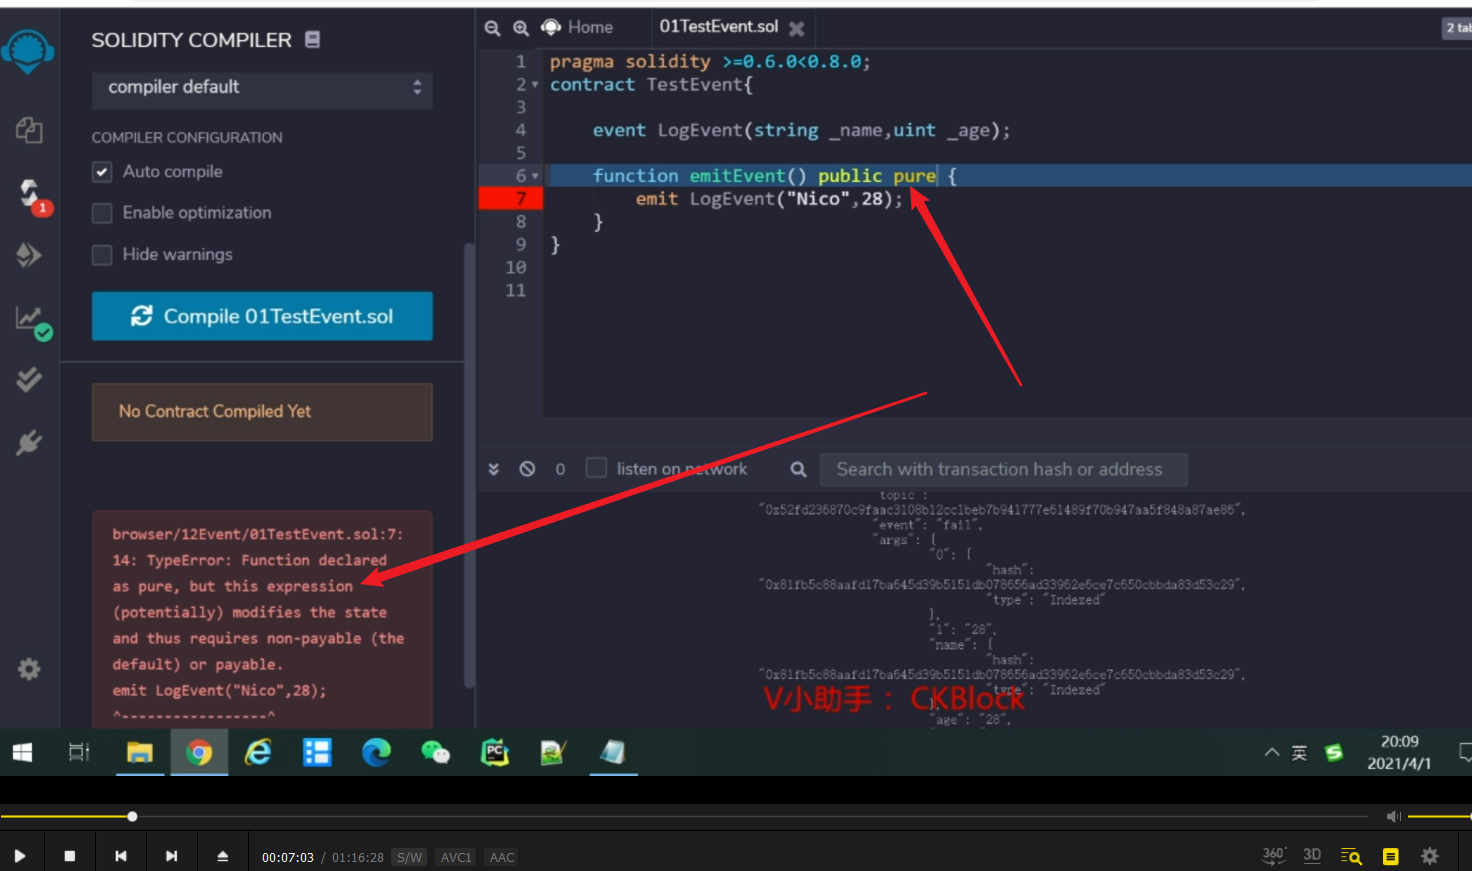 SOLIDITY COMPILER
compiler default
COMPILER CONFIGURATION
Auto compile
Enable optimization
Hide warnings
Compile 01TestEvent.sol
No Contract Compiled Yet
browser/12Event/01TestEvent.sol:7:
14: TypeError: Function declared
as pure, but this expression
(potentially) modifies the state
and thus requires non-payable (the
default) or payable.
emit LogEvent("Nico",28);
^-----------------^
1
Home
01TestEvent.sol
2 tab
1 pragma solidity >=0.6.0<0.8.0;
2 contract TestEvent{
3
4 event LogEvent(string _name,uint _age);
5
6 function emitEvent() public pure {
7 emit LogEvent("Nico",28);
8 }
9 }
10
11
0 listen on network
Search with transaction hash or address
"topic":
"0x52fd236870c9faac3108b12cc1beb7b941777e61489f70b947aa5f848a87ae86",
"event": "fail",
"args": {
"0": {
"hash":
"0x81fb5c88aafd17ba645d39b5151db078656ad33962e6ce7c650cbbda83d53c29",
"type": "Indexed"
},
"1": "28",
"name": {
"hash":
"0x81fb5c88aafd17ba645d39b5151db078656ad33962e6ce7c650cbbda83d53c29",
"type": "Indexed"
},
"age": "28",
V小助手： CKBlock
PC
英
20:09
2021/4/1
00:07:03 / 01:16:28 S/W AVC1 AAC
360° 3D